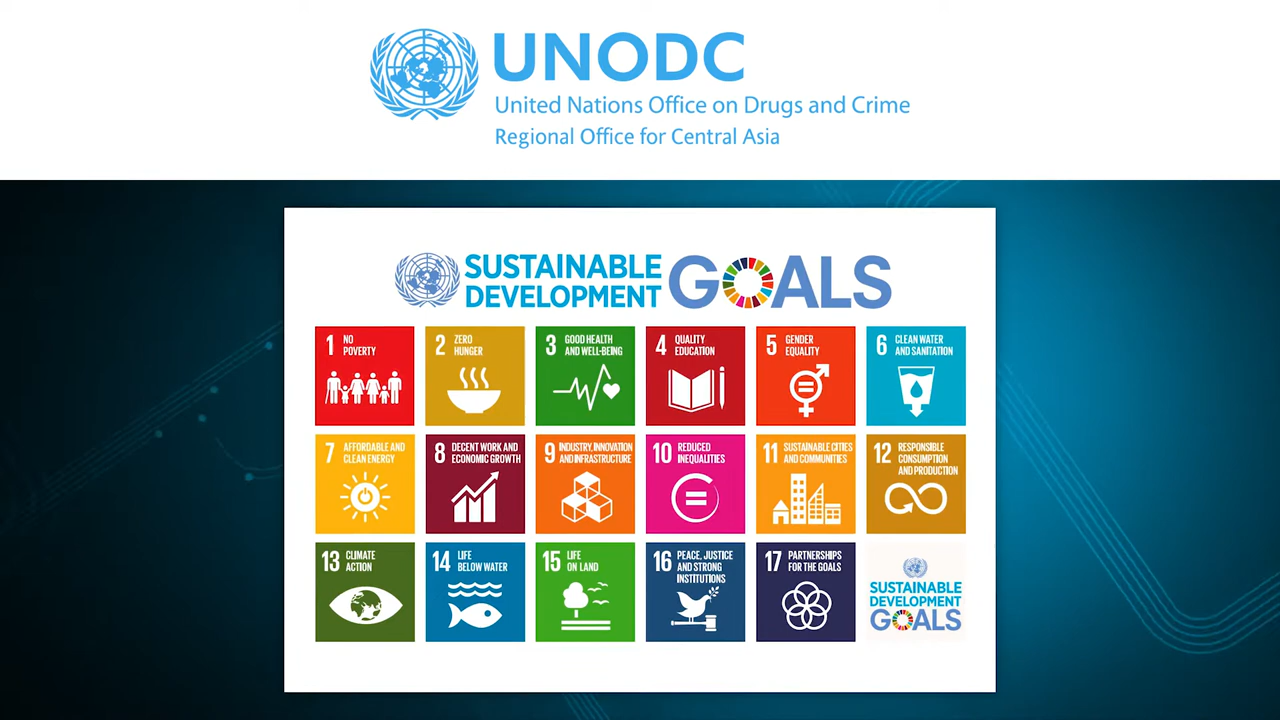 UNODC
United Nations Office on Drugs and Crime
Regional Office for Central Asia
SUSTAINABLE
DEVELOPMENT
GOALS
1 NO
POVERTY
2 ZERO
HUNGER
3 GOOD HEALTH
AND WELL-BEING
4 QUALITY
EDUCATION
5 GENDER
EQUALITY
6 CLEAN WATER
AND SANITATION
7 AFFORDABLE AND
CLEAN ENERGY
8 DECENT WORK AND
ECONOMIC GROWTH
9 INDUSTRY, INNOVATION
AND INFRASTRUCTURE
10 REDUCED
INEQUALITIES
11 SUSTAINABLE CITIES
AND COMMUNITIES
12 RESPONSIBLE
CONSUMPTION
AND PRODUCTION
13 CLIMATE
ACTION
14 LIFE
BELOW WATER
15 LIFE
ON LAND
16 PEACE, JUSTICE
AND STRONG
INSTITUTIONS
17 PARTNERSHIPS
FOR THE GOALS
SUSTAINABLE
DEVELOPMENT
GOALS